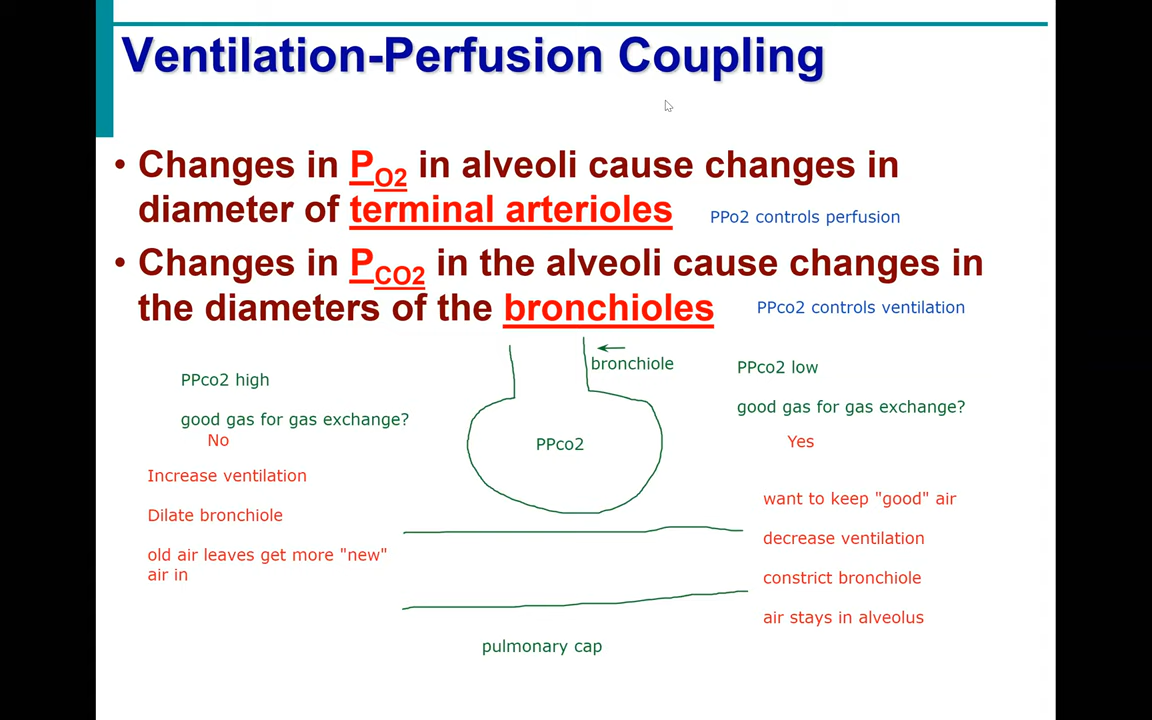 Ventilation-Perfusion Coupling
• Changes in PO2 in alveoli cause changes in
diameter of terminal arterioles
PPo2 controls perfusion
• Changes in PCO2 in the alveoli cause changes in
the diameters of the bronchioles
PPco2 controls ventilation
bronchiole
PPco2 high
good gas for gas exchange?
No
Increase ventilation
Dilate bronchiole
old air leaves get more "new"
air in
PPco2
PPco2 low
good gas for gas exchange?
Yes
want to keep "good" air
decrease ventilation
constrict bronchiole
air stays in alveolus
pulmonary cap